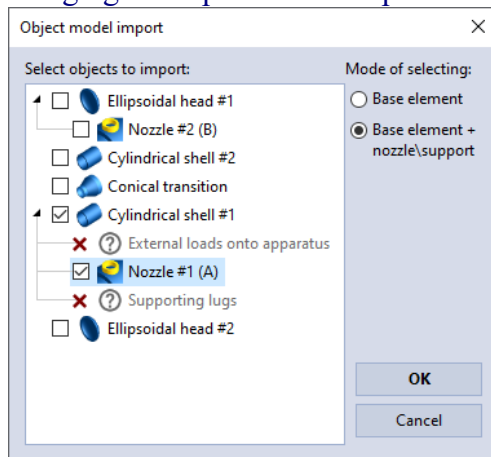 Object model import
Select objects to import:
Mode of selecting:
Ellipsoidal head #1
Base element
Nozzle #2 (B)
Base element +
nozzle\support
Cylindrical shell #2
Conical transition
Cylindrical shell #1
External loads onto apparatus
Nozzle #1 (A)
Supporting lugs
Ellipsoidal head #2
OK
Cancel